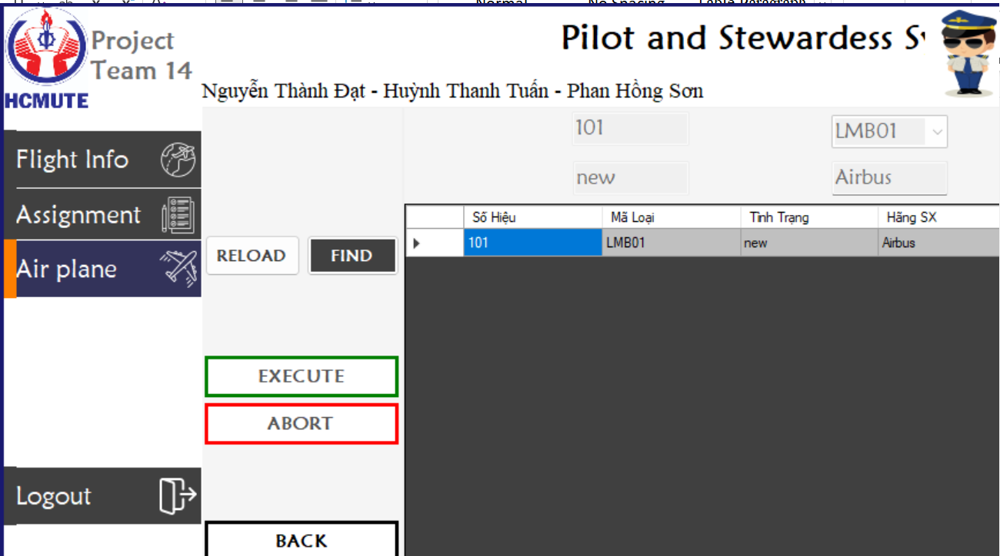 Project
Team 14
HCMUTE
Pilot and Stewardess S
Nguyễn Thành Đạt - Huỳnh Thanh Tuấn - Phan Hồng Sơn
101
LMB01
new
Airbus
Flight Info
Assignment
Air plane
Logout
RELOAD
FIND
EXECUTE
ABORT
BACK
Số Hiệu Mã Loại Tình Trạng Hãng SX
101 LMB01 new Airbus